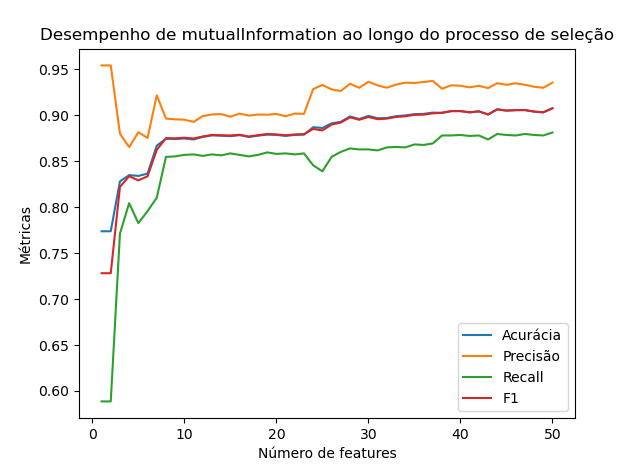 Desempenho de mutualInformation ao longo do processo de seleção
0.95
0.90
0.85
0.80
0.75
0.70
0.65
0.60
Métricas
0 10 20 30 40 50
Número de features
Acurácia
Precisão
Recall
F1